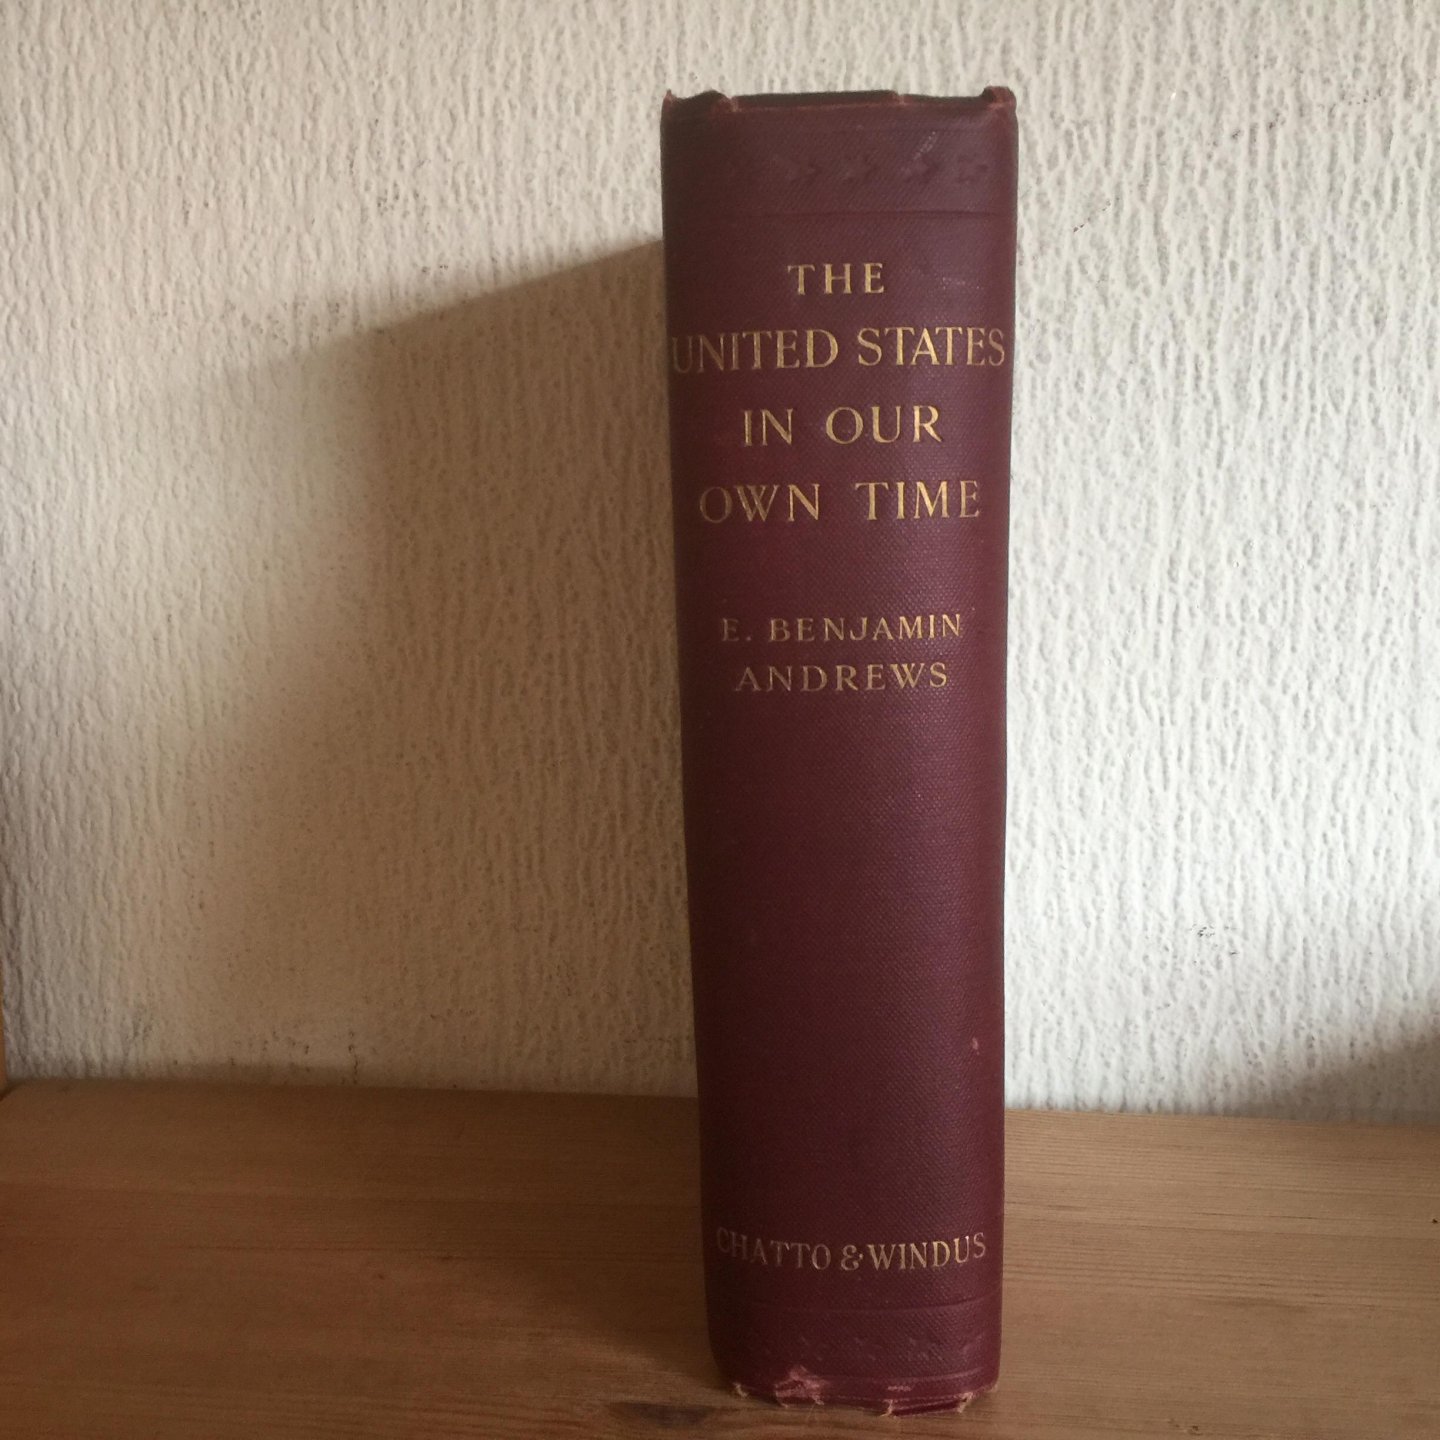 THE
UNITED STATES
IN OUR
OWN TIME
E. BENJAMIN
ANDREWS
CHATTO & WINDUS